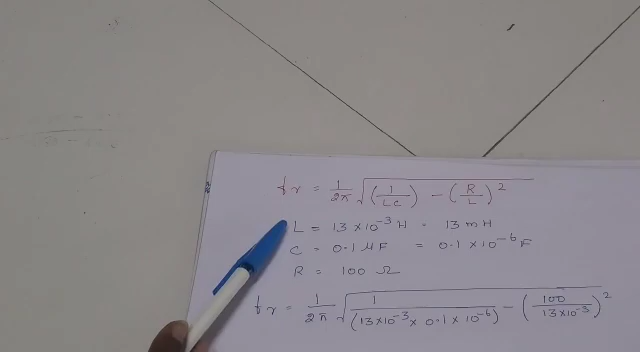 fr = 1/2π √(1/LC) - (R/L)²
L = 13 × 10⁻³ H = 13 mH
C = 0.1 μF = 0.1 × 10⁻⁶ F
R = 100 Ω
fr = 1/2π √1/(13×10⁻³ × 0.1 × 10⁻⁶) - (100/13×10⁻³)²